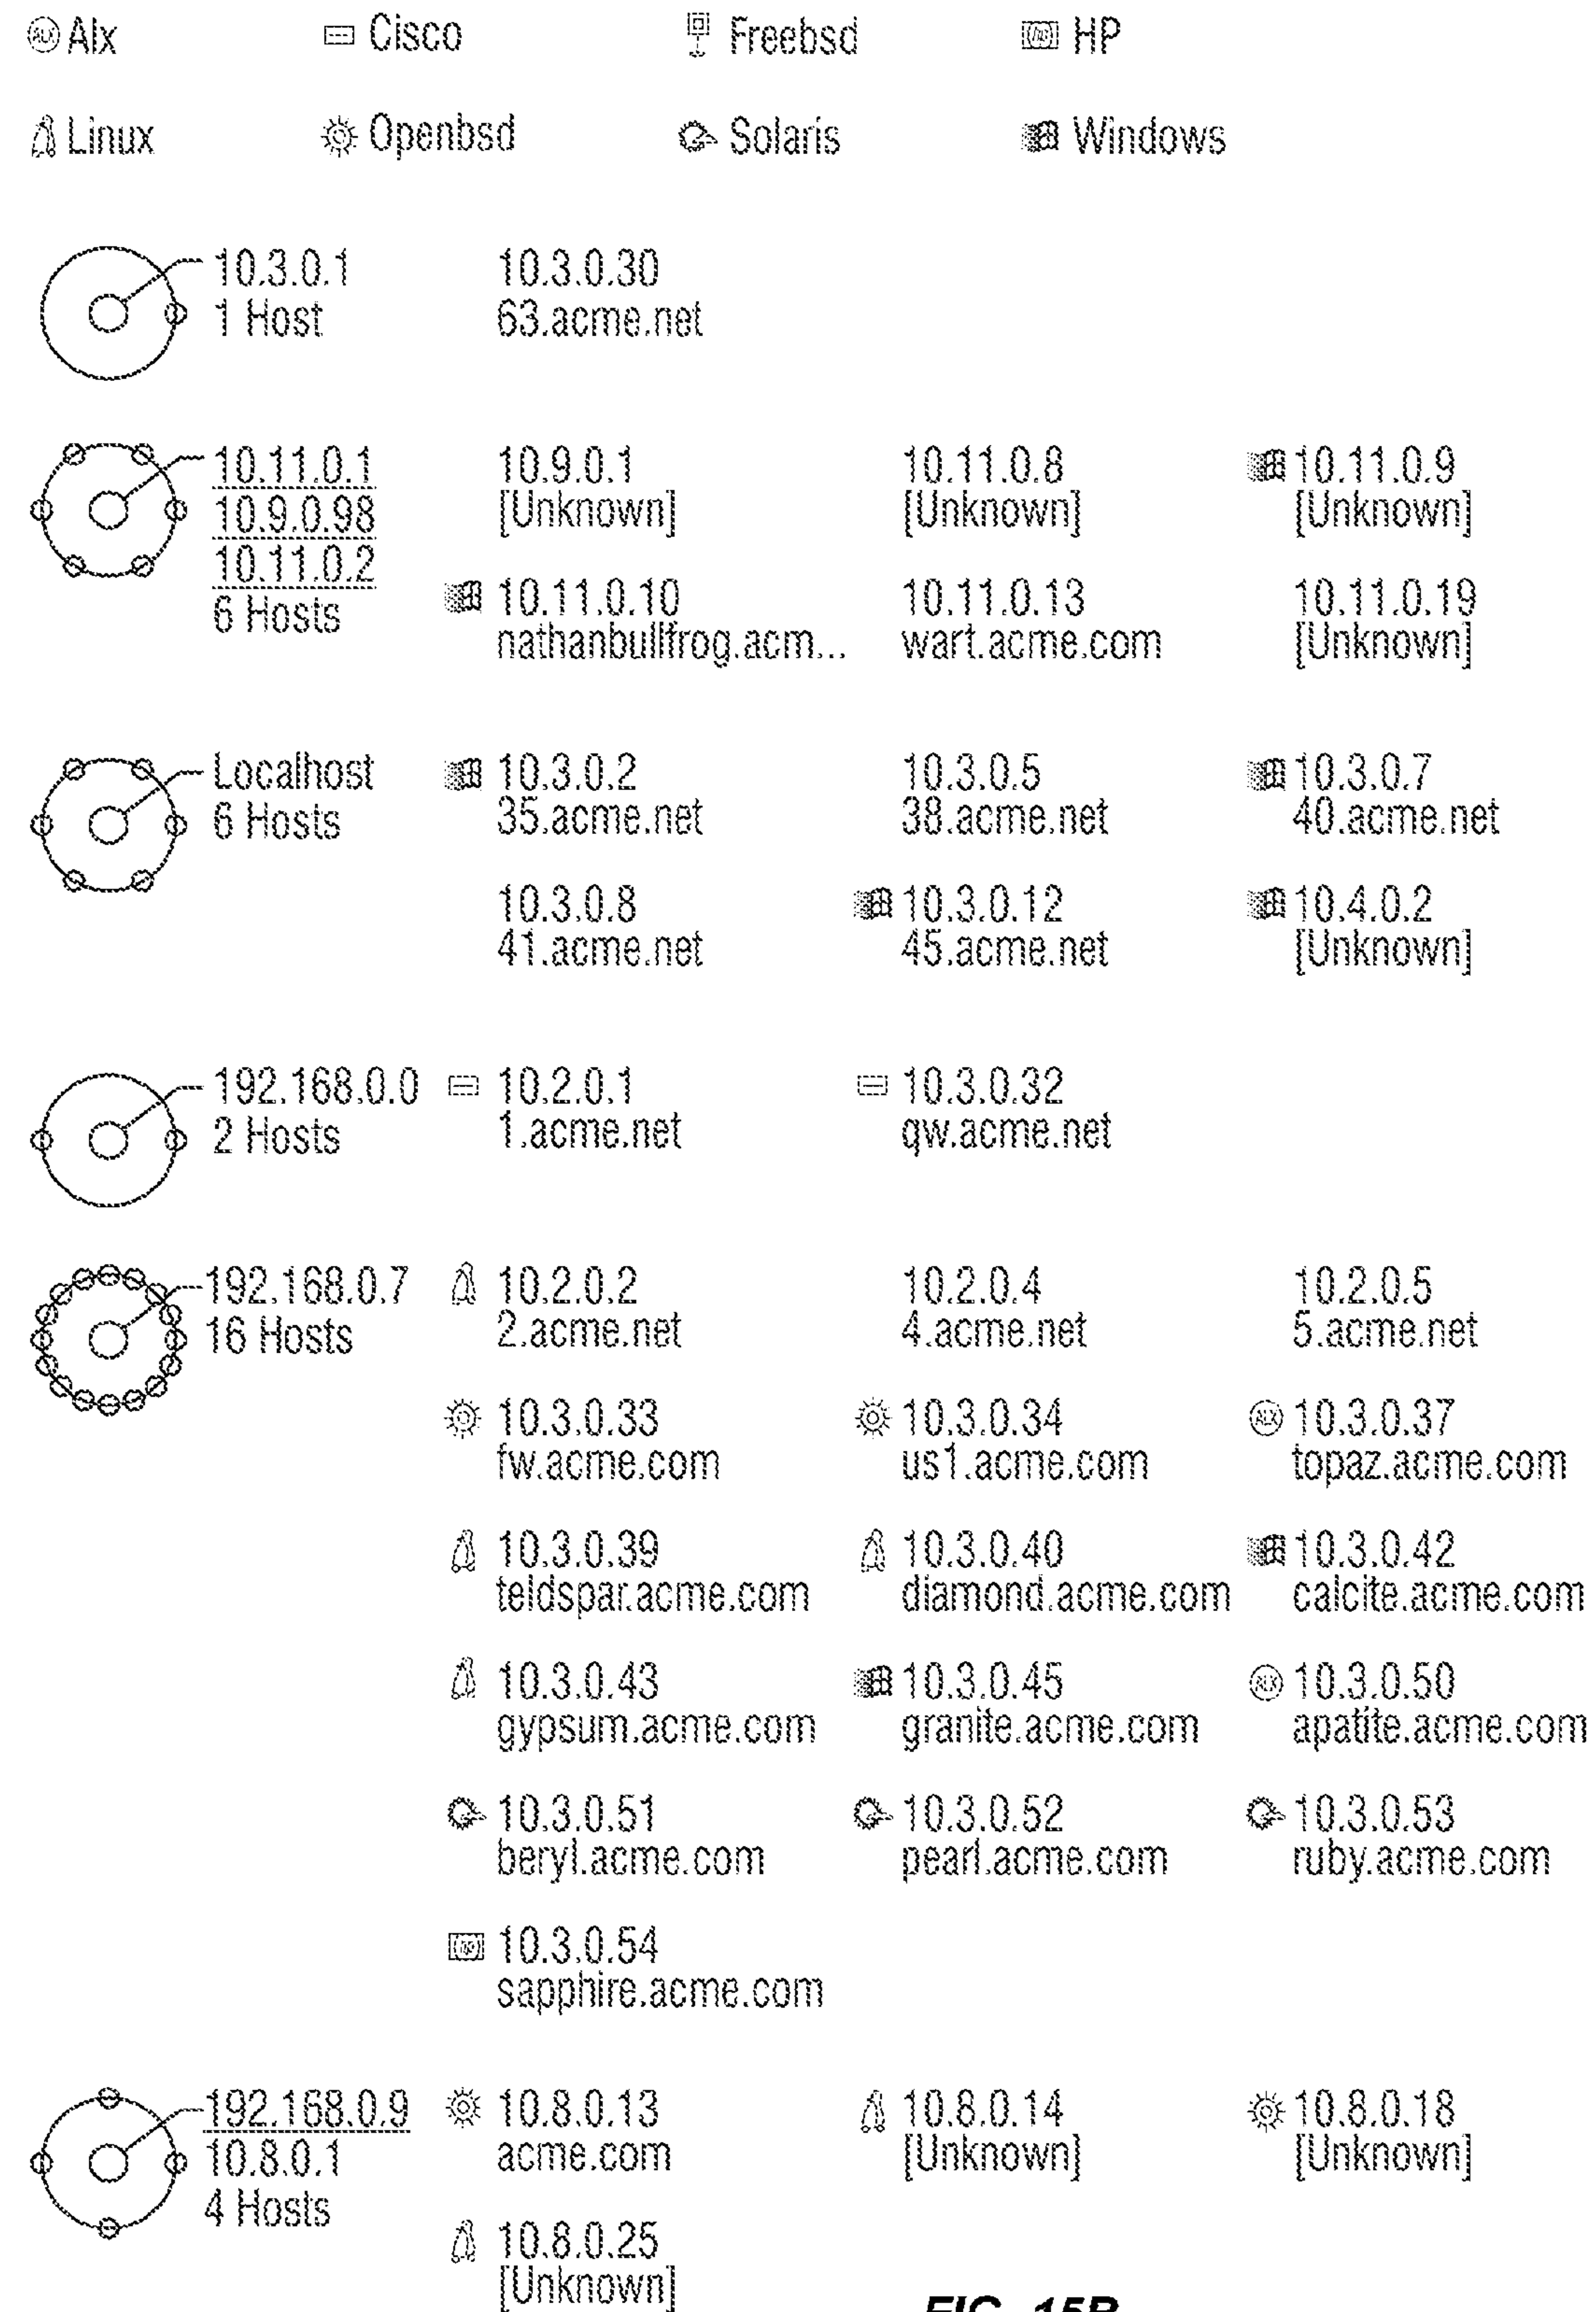 Alx Cisco Freebsd HP
Linux Openbsd Solaris Windows
10.3.0.1 10.3.0.30
1 Host 63.acme.net
10.11.0.1 10.9.0.1 10.11.0.8 10.11.0.9
10.9.0.98 [Unknown] [Unknown] [Unknown]
10.11.0.2 10.11.0.10 10.11.0.13 10.11.0.19
6 Hosts nathanbullfrog.acm... wart.acme.com [Unknown]
Localhost 10.3.0.2 10.3.0.5 10.3.0.7
6 Hosts 35.acme.net 38.acme.net 40.acme.net
10.3.0.8 10.3.0.12 10.4.0.2
41.acme.net 45.acme.net [Unknown]
192.168.0.0 10.2.0.1 10.3.0.32
2 Hosts 1.acme.net qw.acme.net
192.168.0.7 10.2.0.2 10.2.0.4 10.2.0.5
16 Hosts 2.acme.net 4.acme.net 5.acme.net
10.3.0.33 10.3.0.34 10.3.0.37
fw.acme.com us1.acme.com topaz.acme.com
10.3.0.39 10.3.0.40 10.3.0.42
teldspar.acme.com diamond.acme.com calcite.acme.com
10.3.0.43 10.3.0.45 10.3.0.50
gypsum.acme.com granite.acme.com apatite.acme.com
10.3.0.51 10.3.0.52 10.3.0.53
beryl.acme.com pearl.acme.com ruby.acme.com
10.3.0.54
sapphire.acme.com
192.168.0.9 10.8.0.13 10.8.0.14 10.8.0.18
10.8.0.1 acme.com [Unknown] [Unknown]
4 Hosts 10.8.0.25
[Unknown]
FIG. 15B